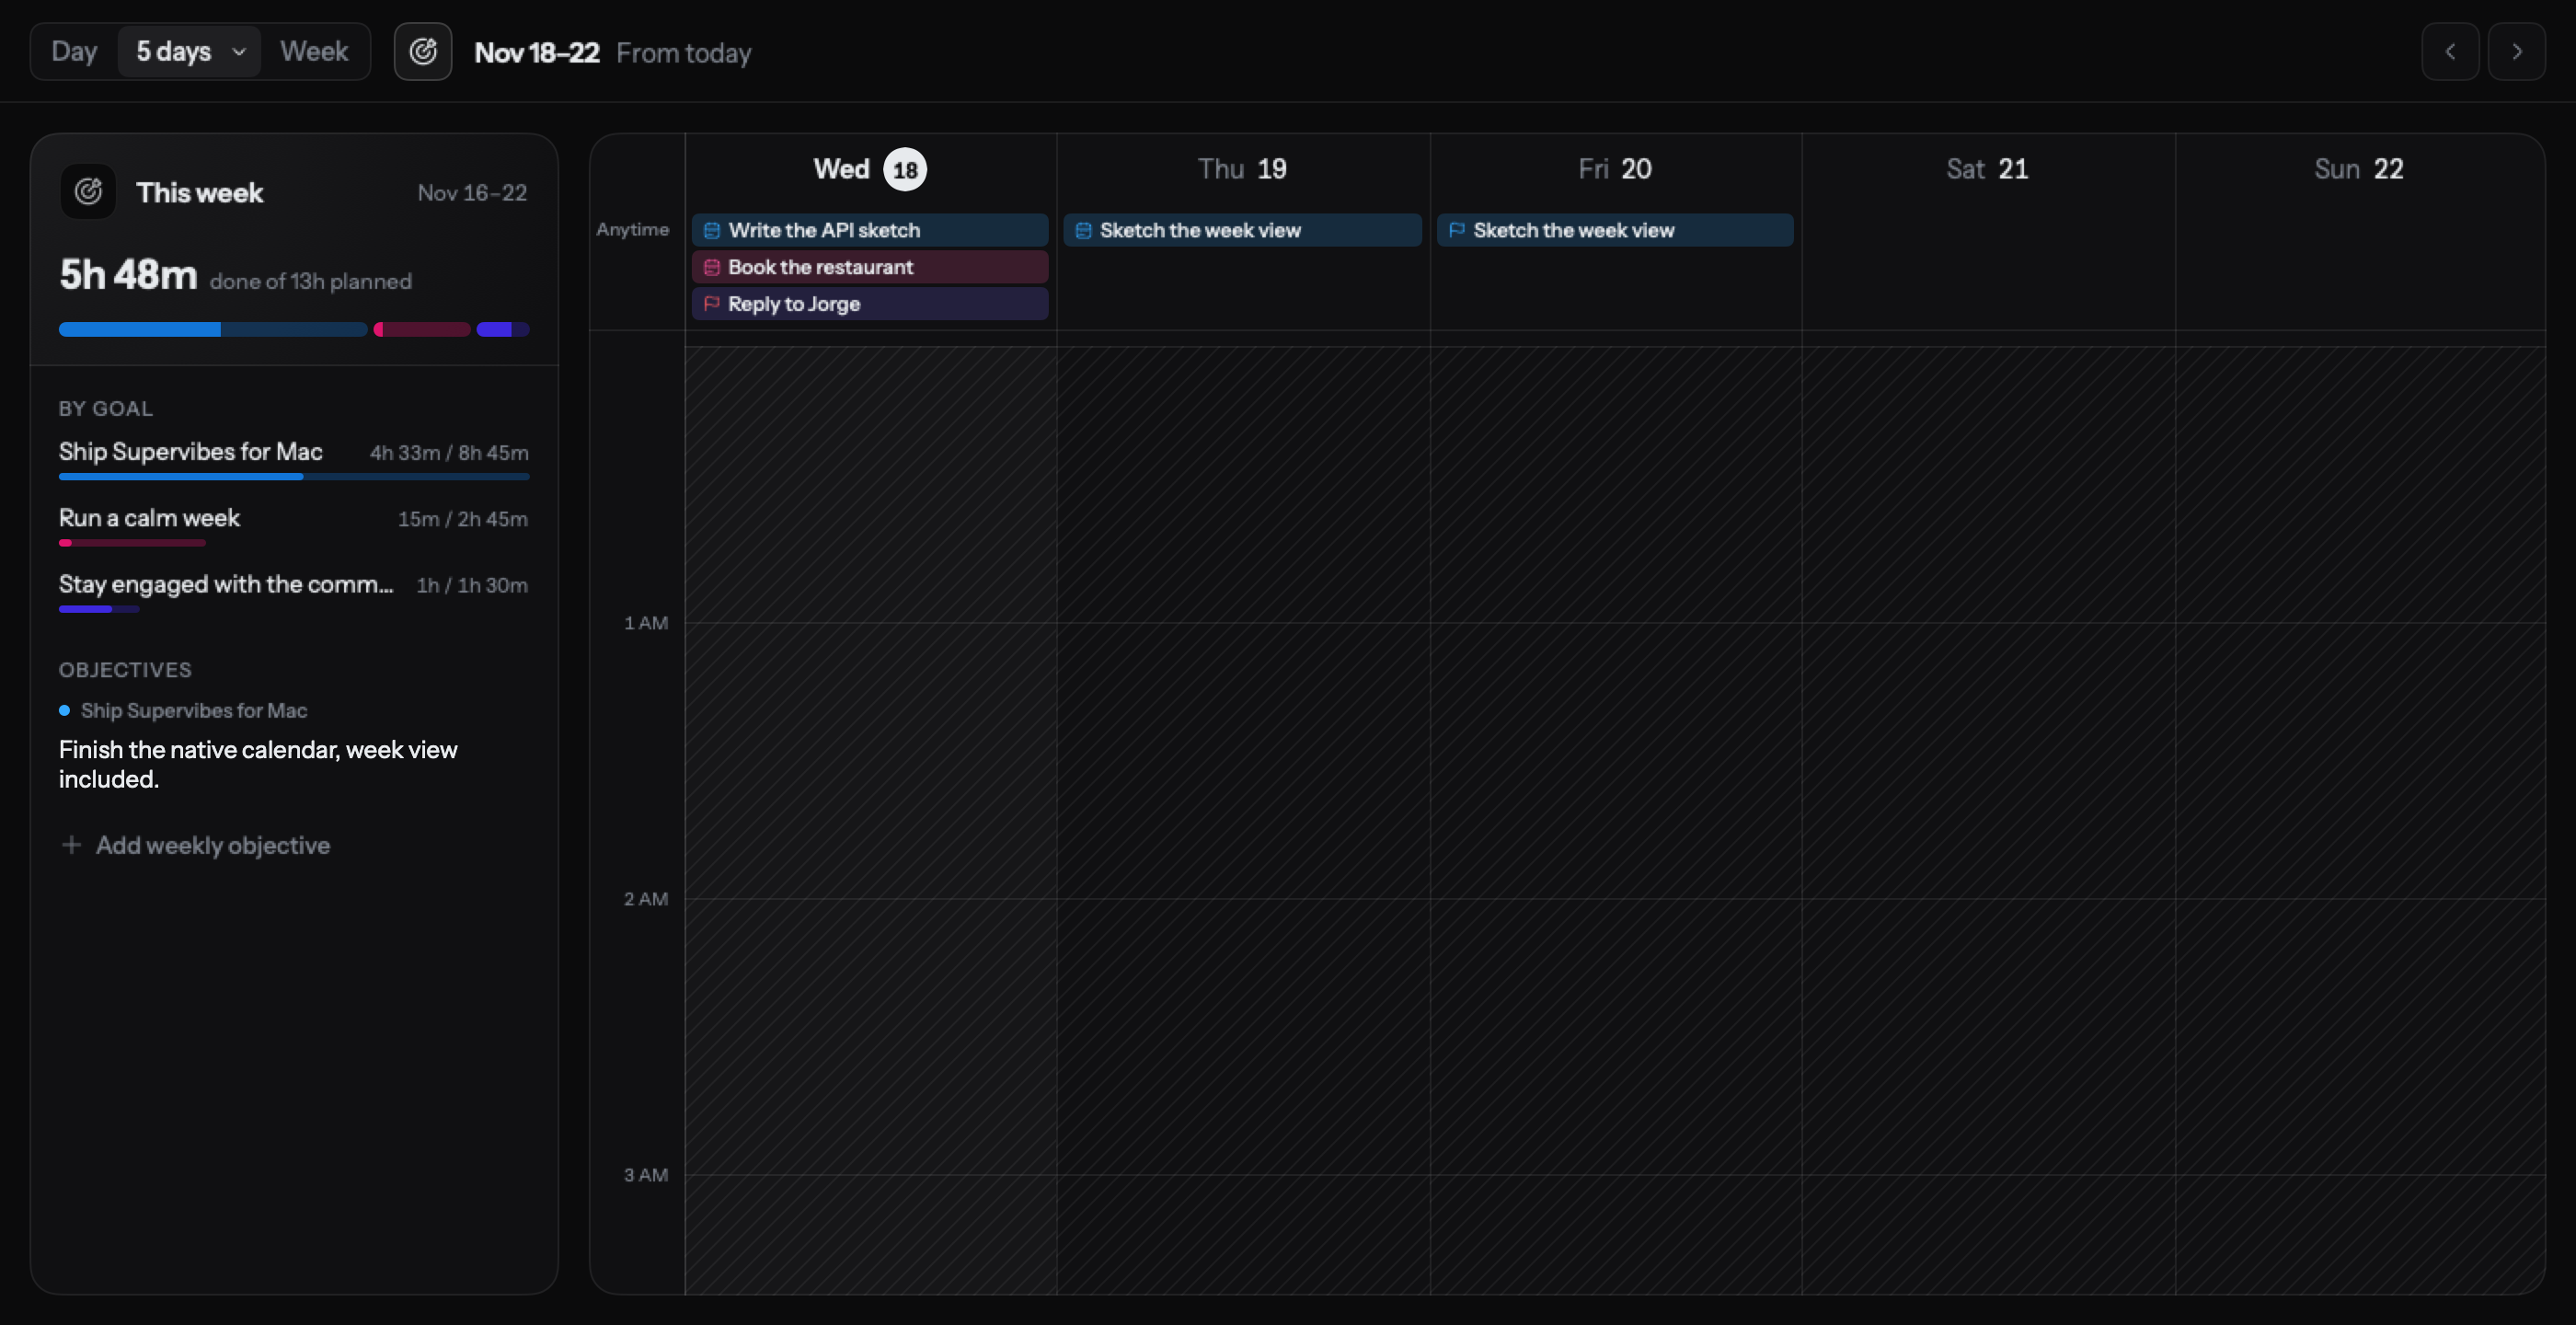 Day 5 days Week Nov 18–22 From today
This week Nov 16–22
5h 48m done of 13h planned
BY GOAL
Ship Supervibes for Mac 4h 33m / 8h 45m
Run a calm week 15m / 2h 45m
Stay engaged with the comm... 1h / 1h 30m
OBJECTIVES
Ship Supervibes for Mac
Finish the native calendar, week view
included.
Add weekly objective
Wed 18 Thu 19 Fri 20 Sat 21 Sun 22
Anytime Write the API sketch Sketch the week view Sketch the week view
Book the restaurant
Reply to Jorge
1 AM
2 AM
3 AM